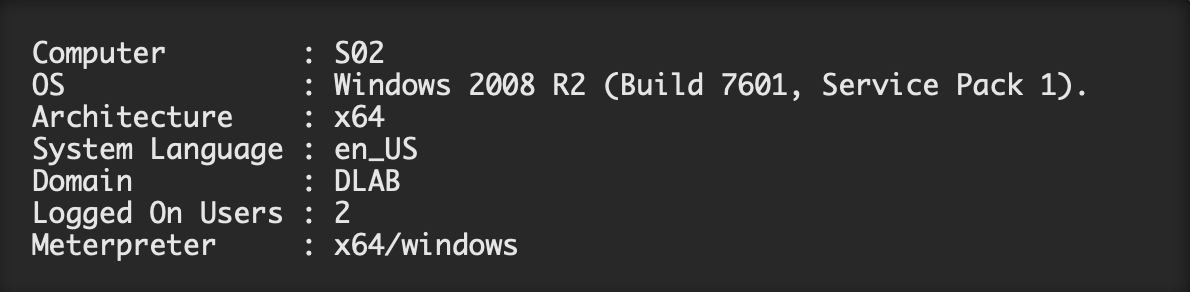 Computer        : S02
OS              : Windows 2008 R2 (Build 7601, Service Pack 1).
Architecture    : x64
System Language : en_US
Domain          : DLAB
Logged On Users : 2
Meterpreter     : x64/windows